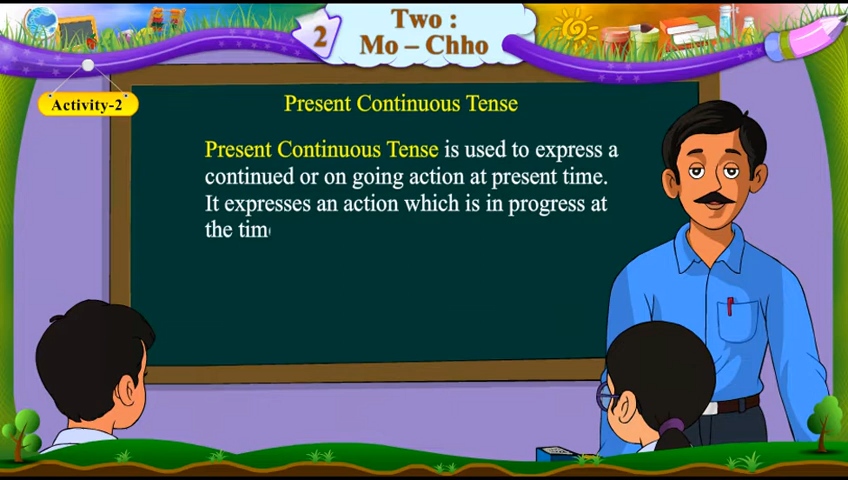 2
Two :
Mo – Chho
Activity-2
Present Continuous Tense
Present Continuous Tense is used to express a
continued or on going action at present time.
It expresses an action which is in progress at
the tim